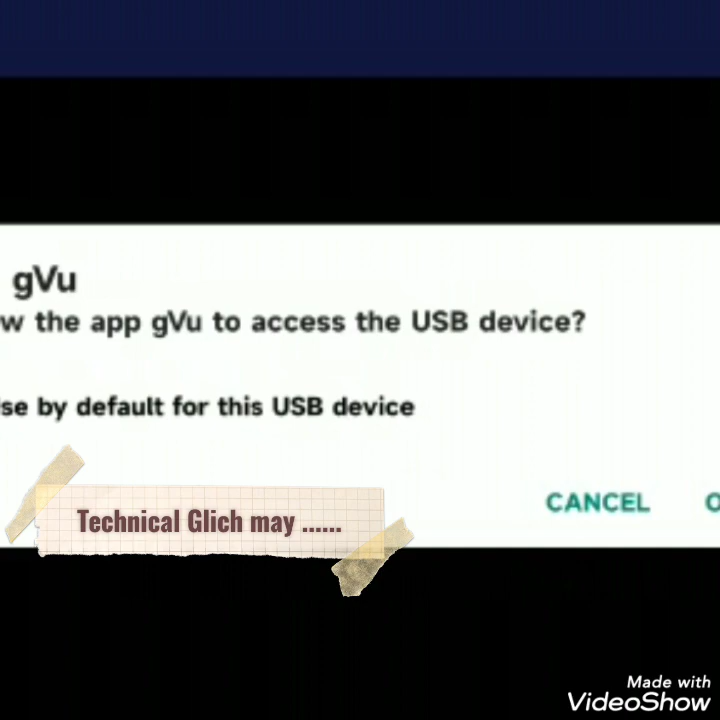 gVu
w the app gVu to access the USB device?
se by default for this USB device
CANCEL
Technical Glich may ......
Made with
VideoShow